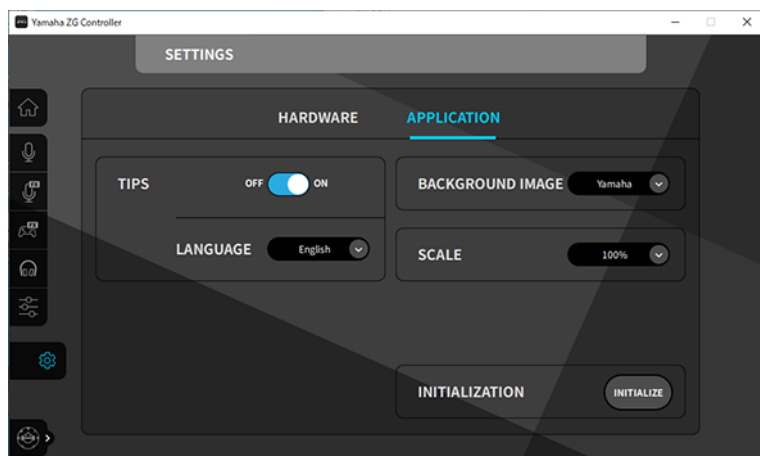 Yamaha ZG Controller
SETTINGS
HARDWARE APPLICATION
TIPS OFF ON
LANGUAGE English
BACKGROUND IMAGE Yamaha
SCALE 100%
INITIALIZATION INITIALIZE